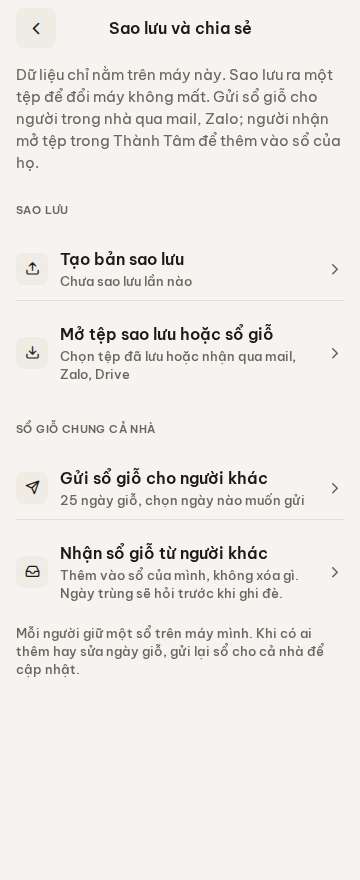 Sao lưu và chia sẻ
Dữ liệu chỉ nằm trên máy này. Sao lưu ra một
tệp để đổi máy không mất. Gửi sổ giỗ cho
người trong nhà qua mail, Zalo; người nhận
mở tệp trong Thành Tâm để thêm vào sổ của
họ.
SAO LƯU
Tạo bản sao lưu
Chưa sao lưu lần nào
Mở tệp sao lưu hoặc sổ giỗ
Chọn tệp đã lưu hoặc nhận qua mail,
Zalo, Drive
SỔ GIỖ CHUNG CẢ NHÀ
Gửi sổ giỗ cho người khác
25 ngày giỗ, chọn ngày nào muốn gửi
Nhận sổ giỗ từ người khác
Thêm vào sổ của mình, không xóa gì.
Ngày trùng sẽ hỏi trước khi ghi đè.
Mỗi người giữ một sổ trên máy mình. Khi có ai
thêm hay sửa ngày giỗ, gửi lại sổ cho cả nhà để
cập nhật.